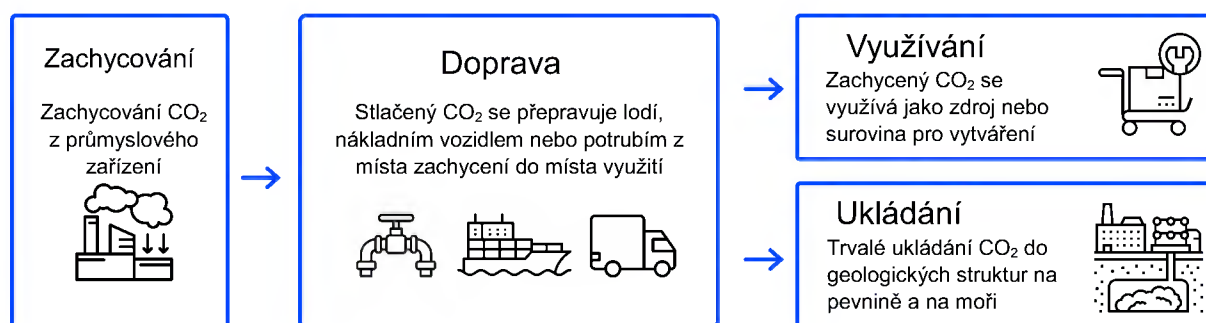 Zachycování
Zachycování CO₂
z průmyslového
zařízení
Doprava
Stlačený CO₂ se přepravuje lodí,
nákladním vozidlem nebo potrubím z
místa zachycení do místa využití
Využívání
Zachycený CO₂ se
využívá jako zdroj nebo
surovina pro vytváření
Ukládání
Trvalé ukládání CO₂ do
geologických struktur na
pevnině a na moři